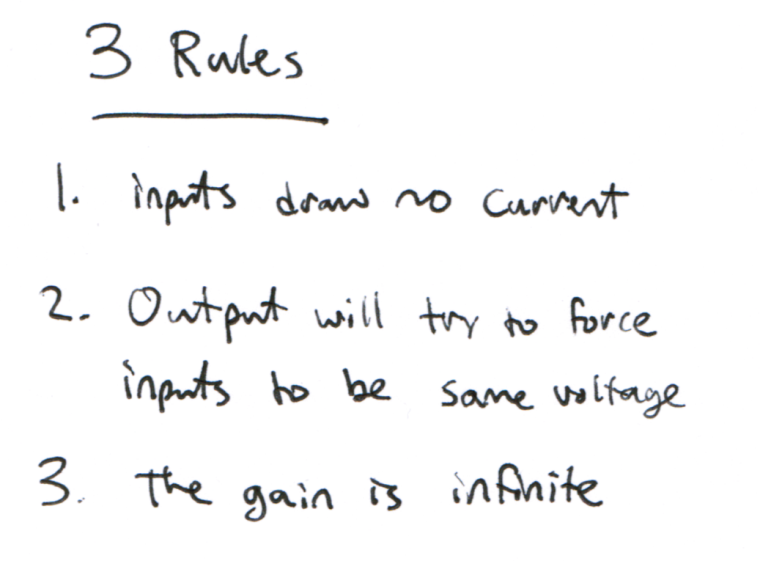 3 Rules
1. inputs draw no current
2. Output will try to force
inputs to be same voltage
3. The gain is infinite